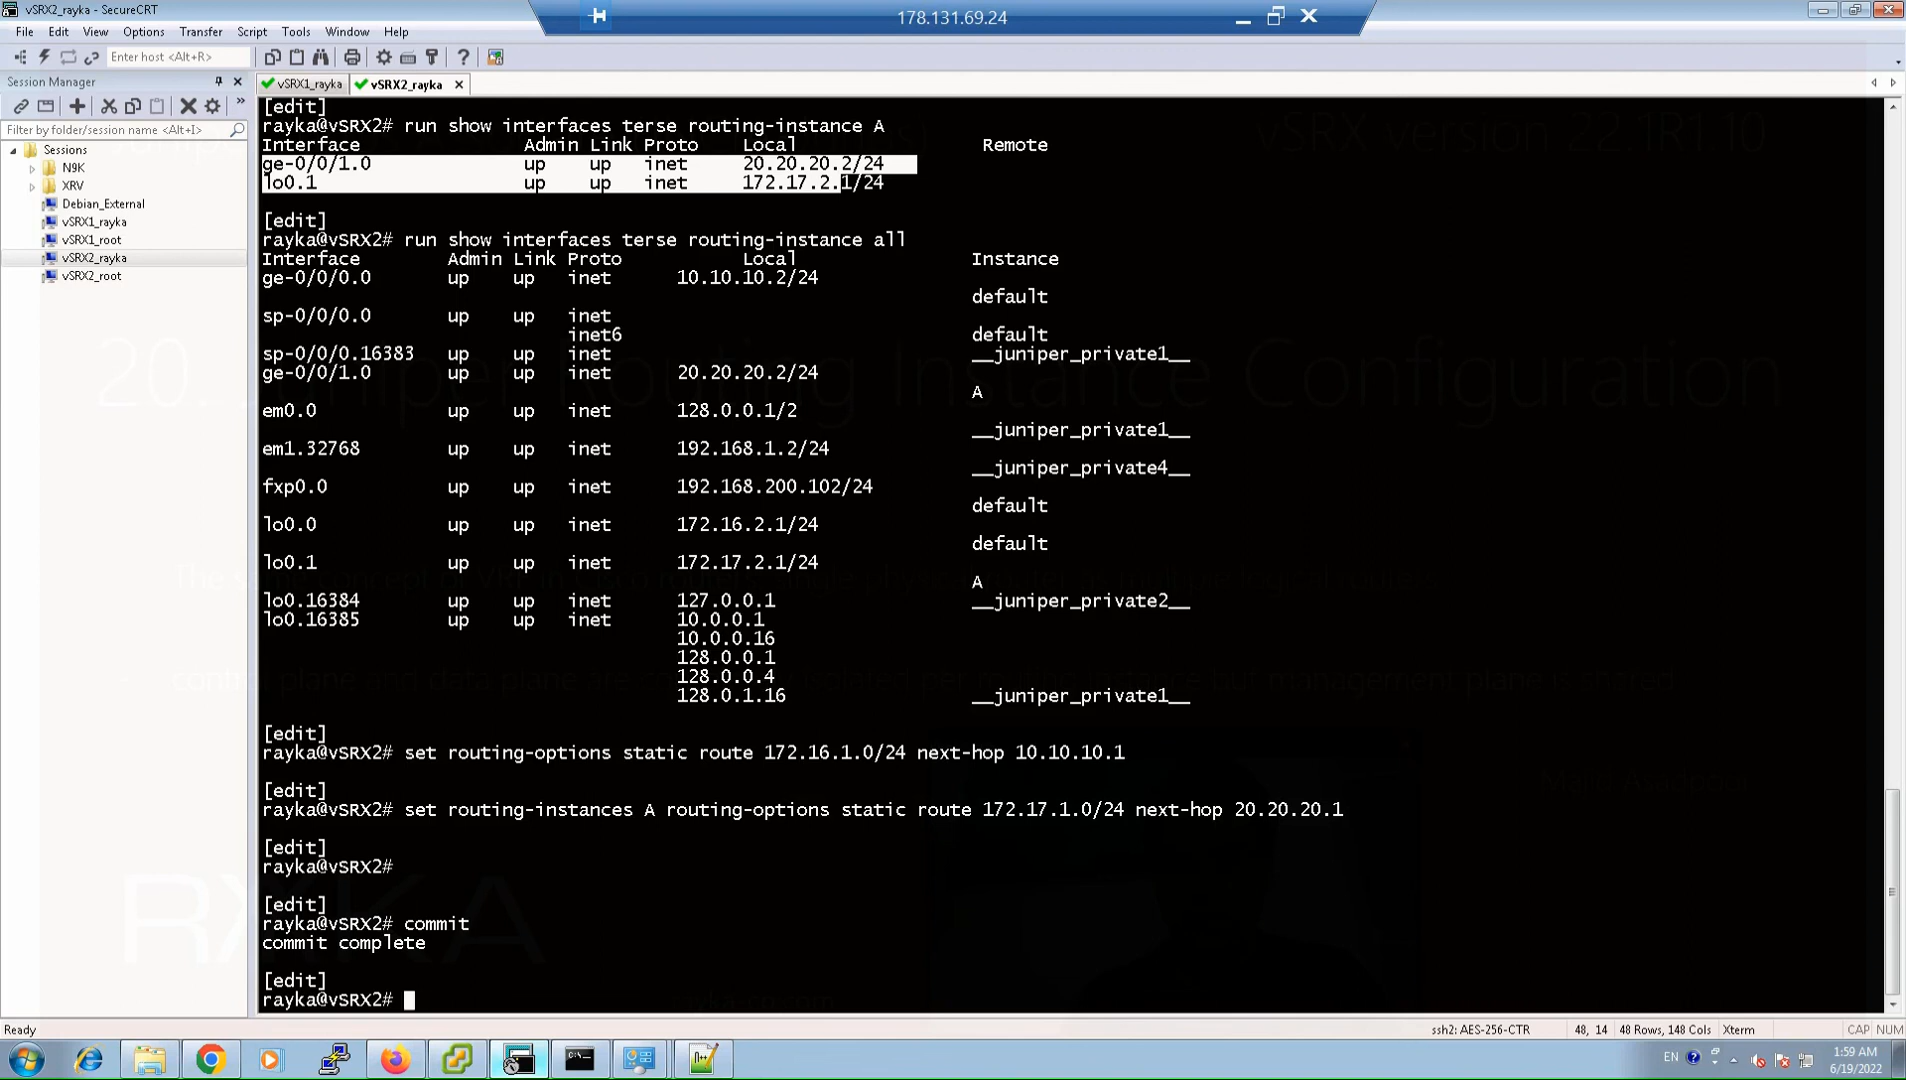 vSRX2_rayka - SecureCRT
178.131.69.24
File Edit View Options Transfer Script Tools Window Help
Enter host <Alt+R>
Session Manager
vSRX1_rayka vSRX2_rayka
Filter by folder/session name <Alt+I>
Sessions
N9K
XRV
Debian_External
vSRX1_rayka
vSRX1_root
vSRX2_rayka
vSRX2_root
[edit]
rayka@vSRX2# run show interfaces terse routing-instance A
Interface Admin Link Proto Local Remote
ge-0/0/1.0 up up inet 20.20.20.2/24
lo0.1 up up inet 172.17.2.1/24
[edit]
rayka@vSRX2# run show interfaces terse routing-instance all
Interface Admin Link Proto Local Instance
ge-0/0/0.0 up up inet 10.10.10.2/24
default
sp-0/0/0.0 up up inet
inet6 default
sp-0/0/0.16383 up up inet __juniper_private1__
ge-0/0/1.0 up up inet 20.20.20.2/24
A
em0.0 up up inet 128.0.0.1/2
__juniper_private1__
em1.32768 up up inet 192.168.1.2/24
__juniper_private4__
fxp0.0 up up inet 192.168.200.102/24
default
lo0.0 up up inet 172.16.2.1/24
default
lo0.1 up up inet 172.17.2.1/24
A
lo0.16384 up up inet 127.0.0.1 __juniper_private2__
lo0.16385 up up inet 10.0.0.1
10.0.0.16
128.0.0.1
128.0.0.4
128.0.1.16 __juniper_private1__
[edit]
rayka@vSRX2# set routing-options static route 172.16.1.0/24 next-hop 10.10.10.1
[edit]
rayka@vSRX2# set routing-instances A routing-options static route 172.17.1.0/24 next-hop 20.20.20.1
[edit]
rayka@vSRX2#
[edit]
rayka@vSRX2# commit
commit complete
[edit]
rayka@vSRX2#
vSRX version 22.1R1.10
Routing Instance Configuration
Ready
ssh2: AES-256-CTR 48, 14 48 Rows, 148 Cols Xterm CAP NUM
EN
1:59 AM
6/19/2022